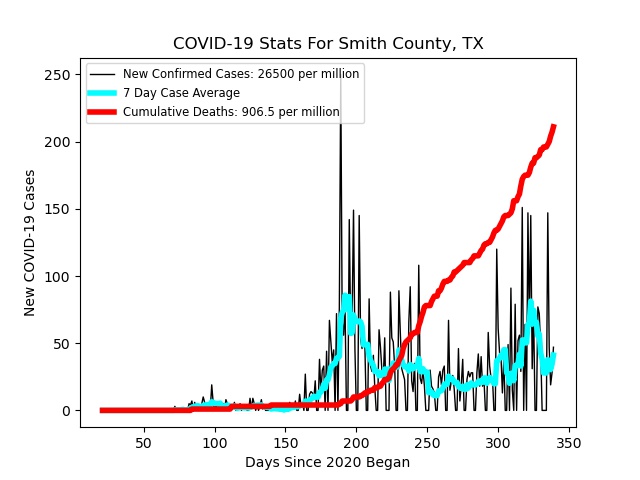 COVID-19 Stats For Smith County, TX
New Confirmed Cases: 26500 per million
7 Day Case Average
Cumulative Deaths: 906.5 per million
New COVID-19 Cases
250
200
150
100
50
0
50 100 150 200 250 300 350
Days Since 2020 Began